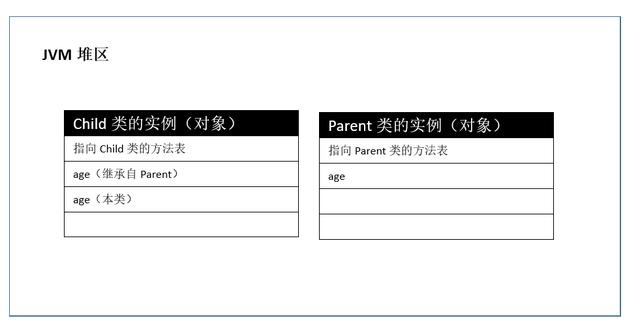 JVM 堆区
Child 类的实例（对象）
指向 Child 类的方法表
age（继承自 Parent）
age（本类）
Parent 类的实例（对象）
指向 Parent 类的方法表
age